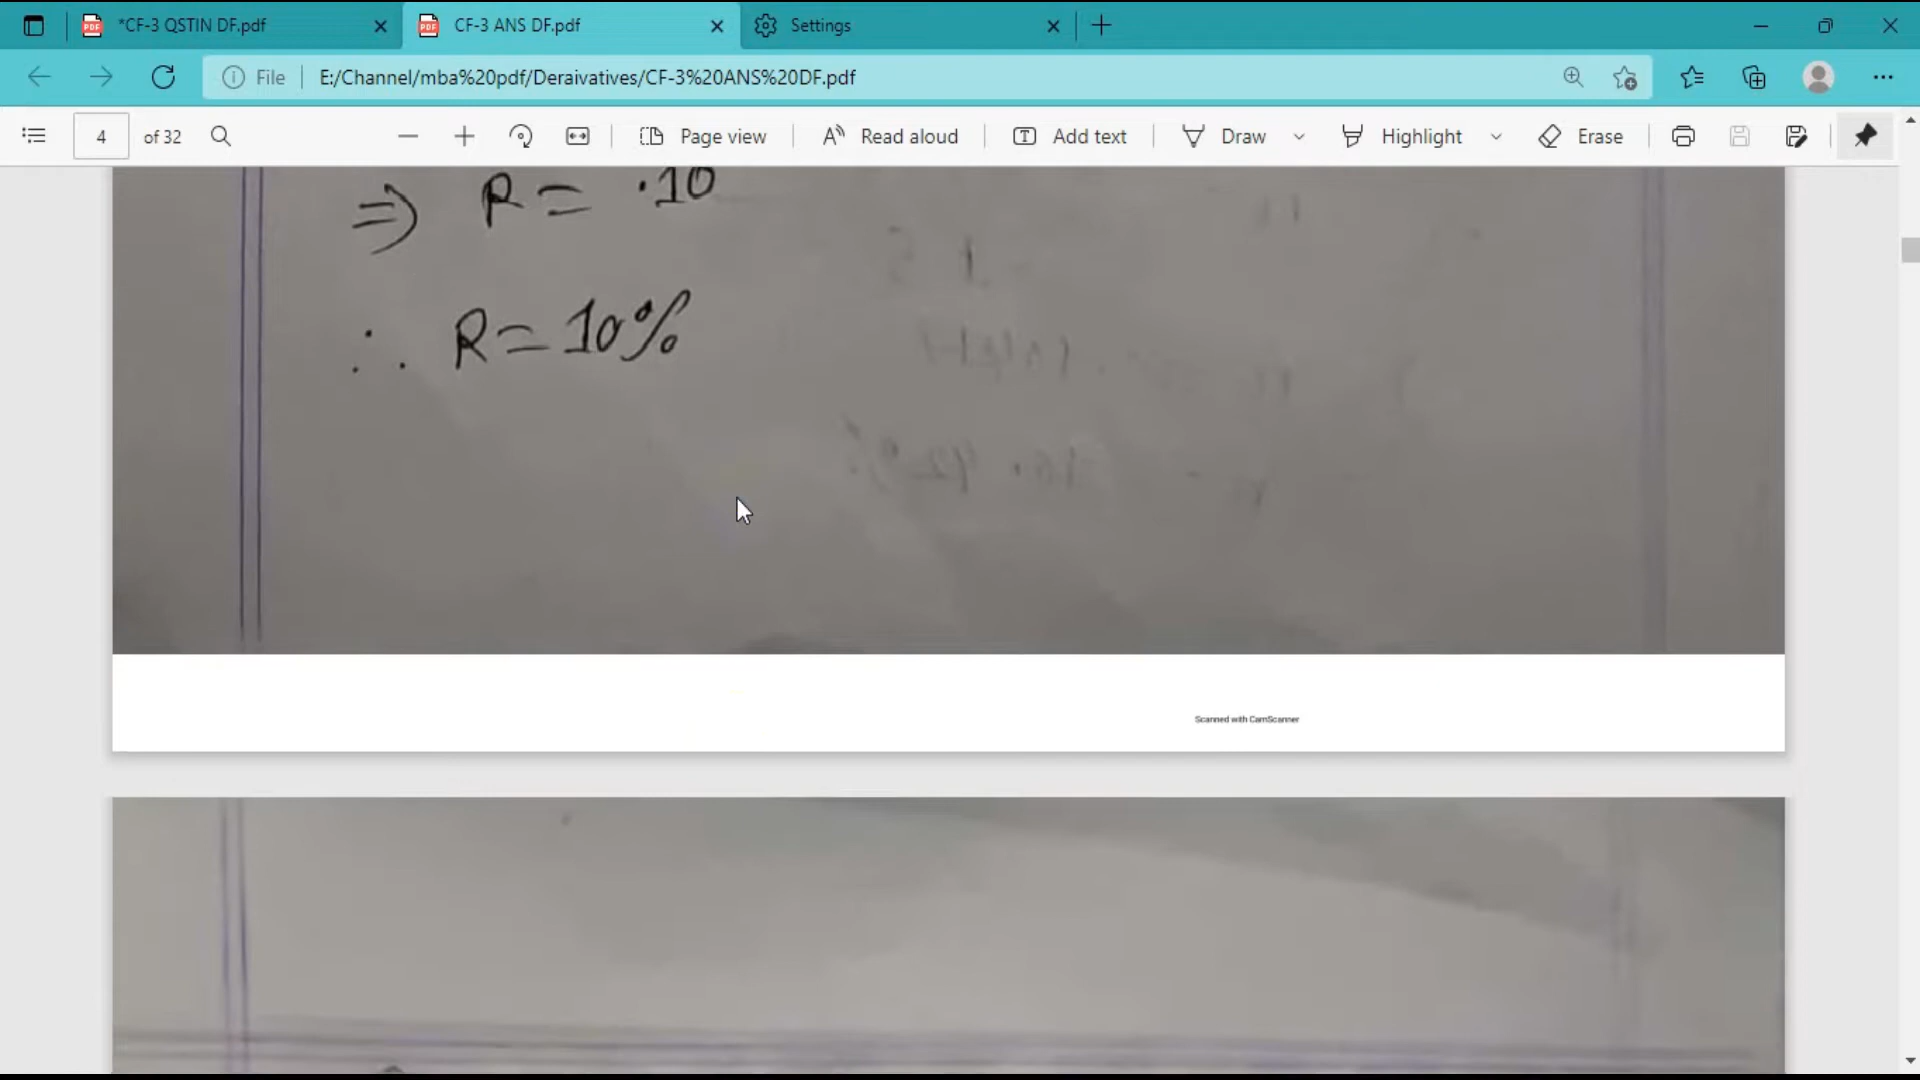 *CF-3 QSTIN DF.pdf
CF-3 ANS DF.pdf
Settings
File
E:/Channel/mba%20pdf/Deraivatives/CF-3%20ANS%20DF.pdf
4 of 32
Page view
Read aloud
Add text
Draw
Highlight
Erase
⇒ R = .10
∴ R = 10%
Scanned with CamScanner